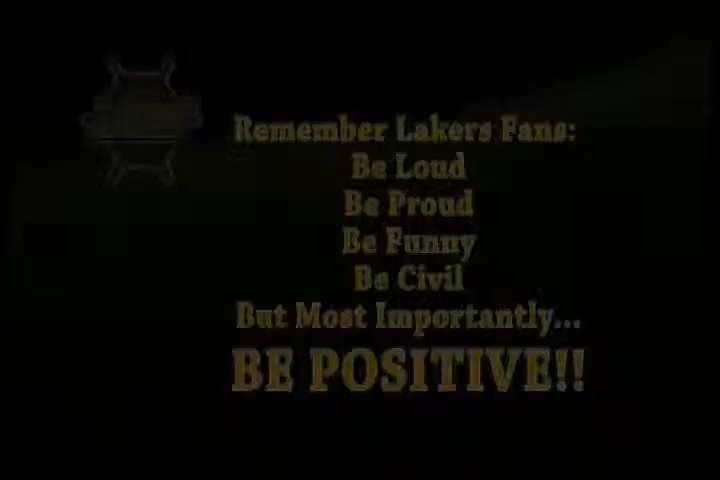 Remember Lakers Fans:
Be Loud
Be Proud
Be Funny
Be Civil
But Most Importantly...
BE POSITIVE!!